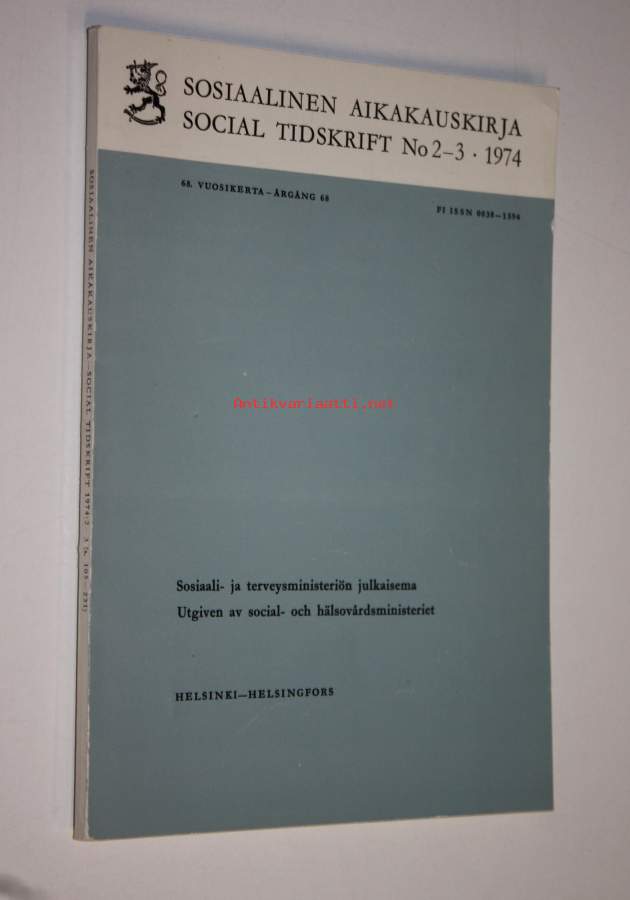 SOSIAALINEN AIKAKAUSKIRJA
SOCIAL TIDSKRIFT No 2–3 · 1974
68. VUOSIKERTA – ÅRGÅNG 68
FI ISSN 0038–1594
Antikvariaatti.net
Sosiaali- ja terveysministeriön julkaisema
Utgiven av social- och hälsovårdsministeriet
HELSINKI—HELSINGFORS
SOSIAALINEN AIKAKAUSKIRJA—SOCIAL TIDSKRIFT 1974:2